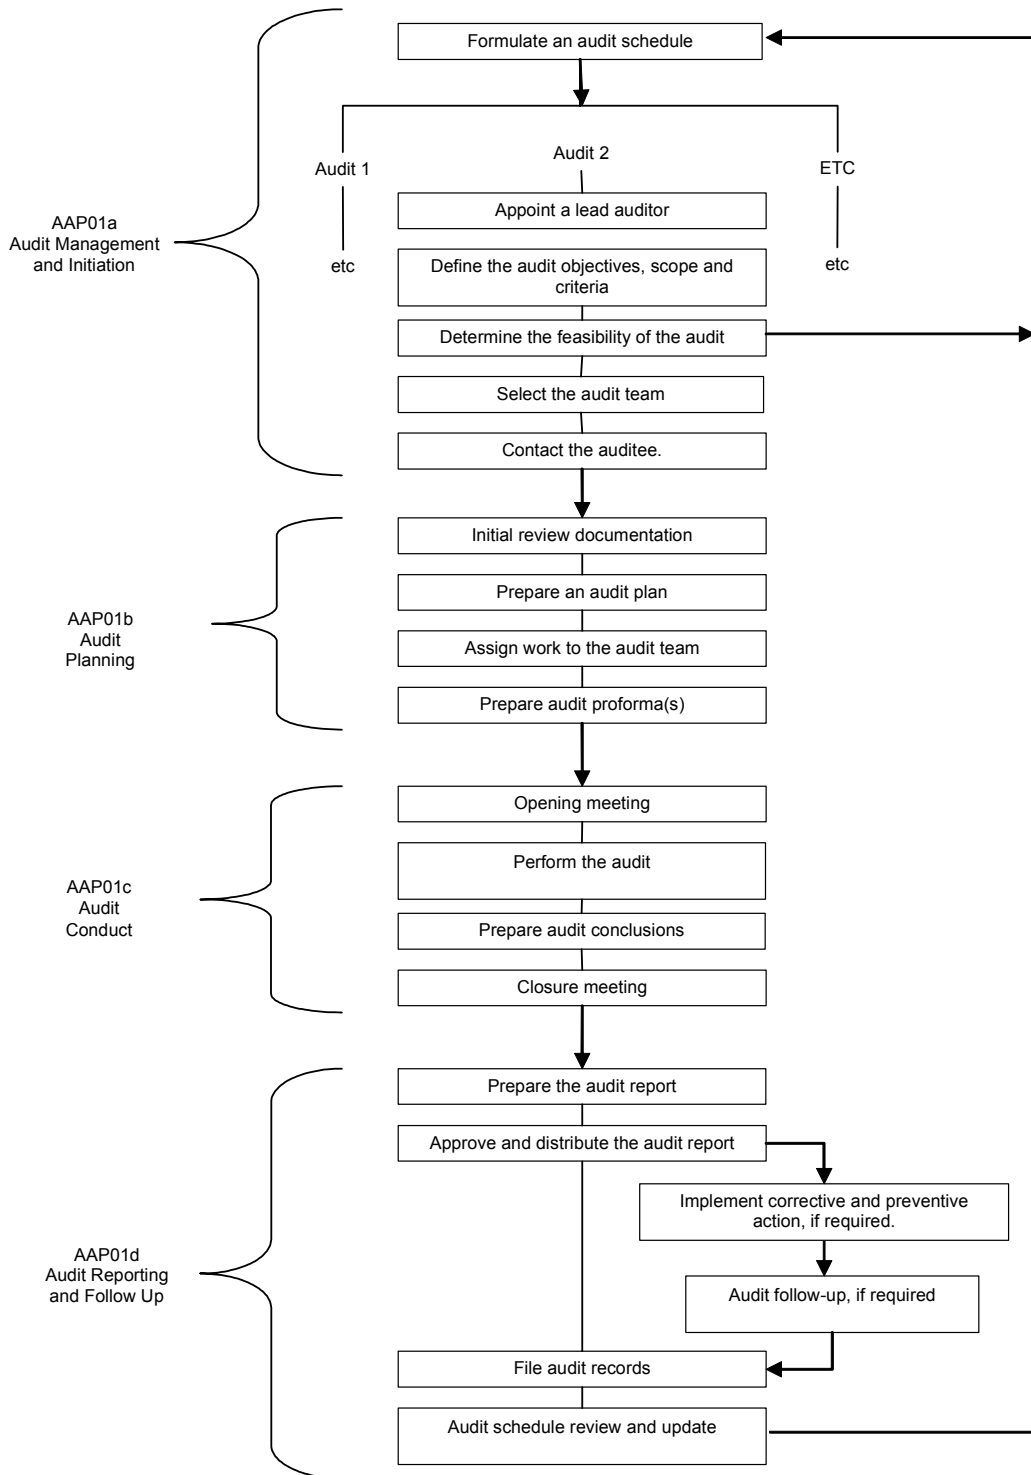 Formulate an audit schedule
Audit 1
Audit 2
ETC
Appoint a lead auditor
AAP01a
Audit Management
and Initiation
etc
Define the audit objectives, scope and
criteria
etc
Determine the feasibility of the audit
Select the audit team
Contact the auditee.
Initial review documentation
Prepare an audit plan
AAP01b
Audit
Planning
Assign work to the audit team
Prepare audit proforma(s)
Opening meeting
Perform the audit
AAP01c
Audit
Conduct
Prepare audit conclusions
Closure meeting
Prepare the audit report
Approve and distribute the audit report
Implement corrective and preventive
action, if required.
AAP01d
Audit Reporting
and Follow Up
Audit follow-up, if required
File audit records
Audit schedule review and update